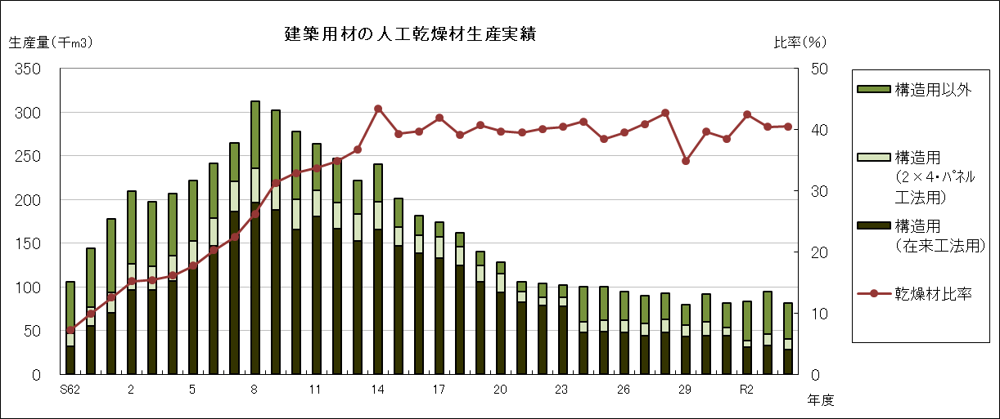 建築用材の人工乾燥材生産実績
生産量(千m3)
比率(%)
350
300
250
200
150
100
50
0
50
40
30
20
10
0
S62 2 5 8 11 14 17 20 23 26 29 R2
年度
構造用以外
構造用
(2×4・ﾊﾟﾈﾙ
工法用)
構造用
(在来工法用)
乾燥材比率